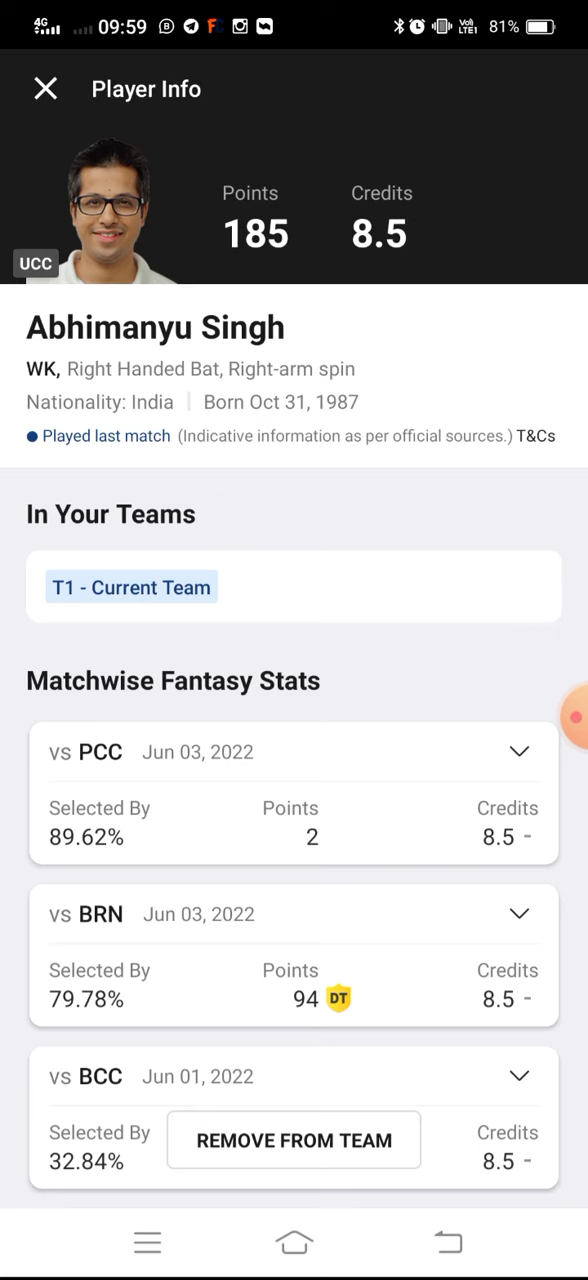 4G 09:59 VoI) LTE1 81%
Player Info
Points Credits
185 8.5
UCC
Abhimanyu Singh
WK, Right Handed Bat, Right-arm spin
Nationality: India Born Oct 31, 1987
Played last match (Indicative information as per official sources.) T&Cs
In Your Teams
T1 - Current Team
Matchwise Fantasy Stats
vs PCC Jun 03, 2022
Selected By Points Credits
89.62% 2 8.5 -
vs BRN Jun 03, 2022
Selected By Points Credits
79.78% 94 DT 8.5 -
vs BCC Jun 01, 2022
Selected By Credits
REMOVE FROM TEAM
32.84% 8.5 -